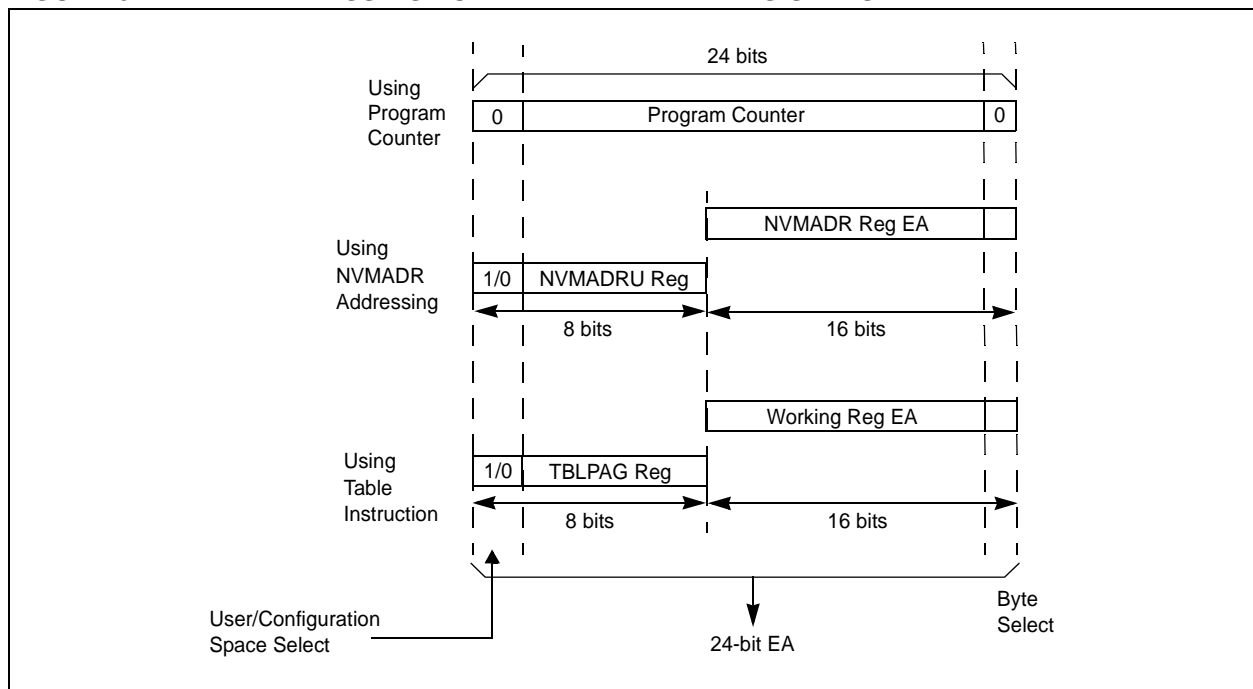 24 bits
Using
Program
Counter
0
Program Counter
0
NVMADR Reg EA
Using
NVMADR
Addressing
1/0
NVMADRU Reg
8 bits
16 bits
Working Reg EA
Using
Table
Instruction
1/0
TBLPAG Reg
8 bits
16 bits
User/Configuration
Space Select
24-bit EA
Byte
Select